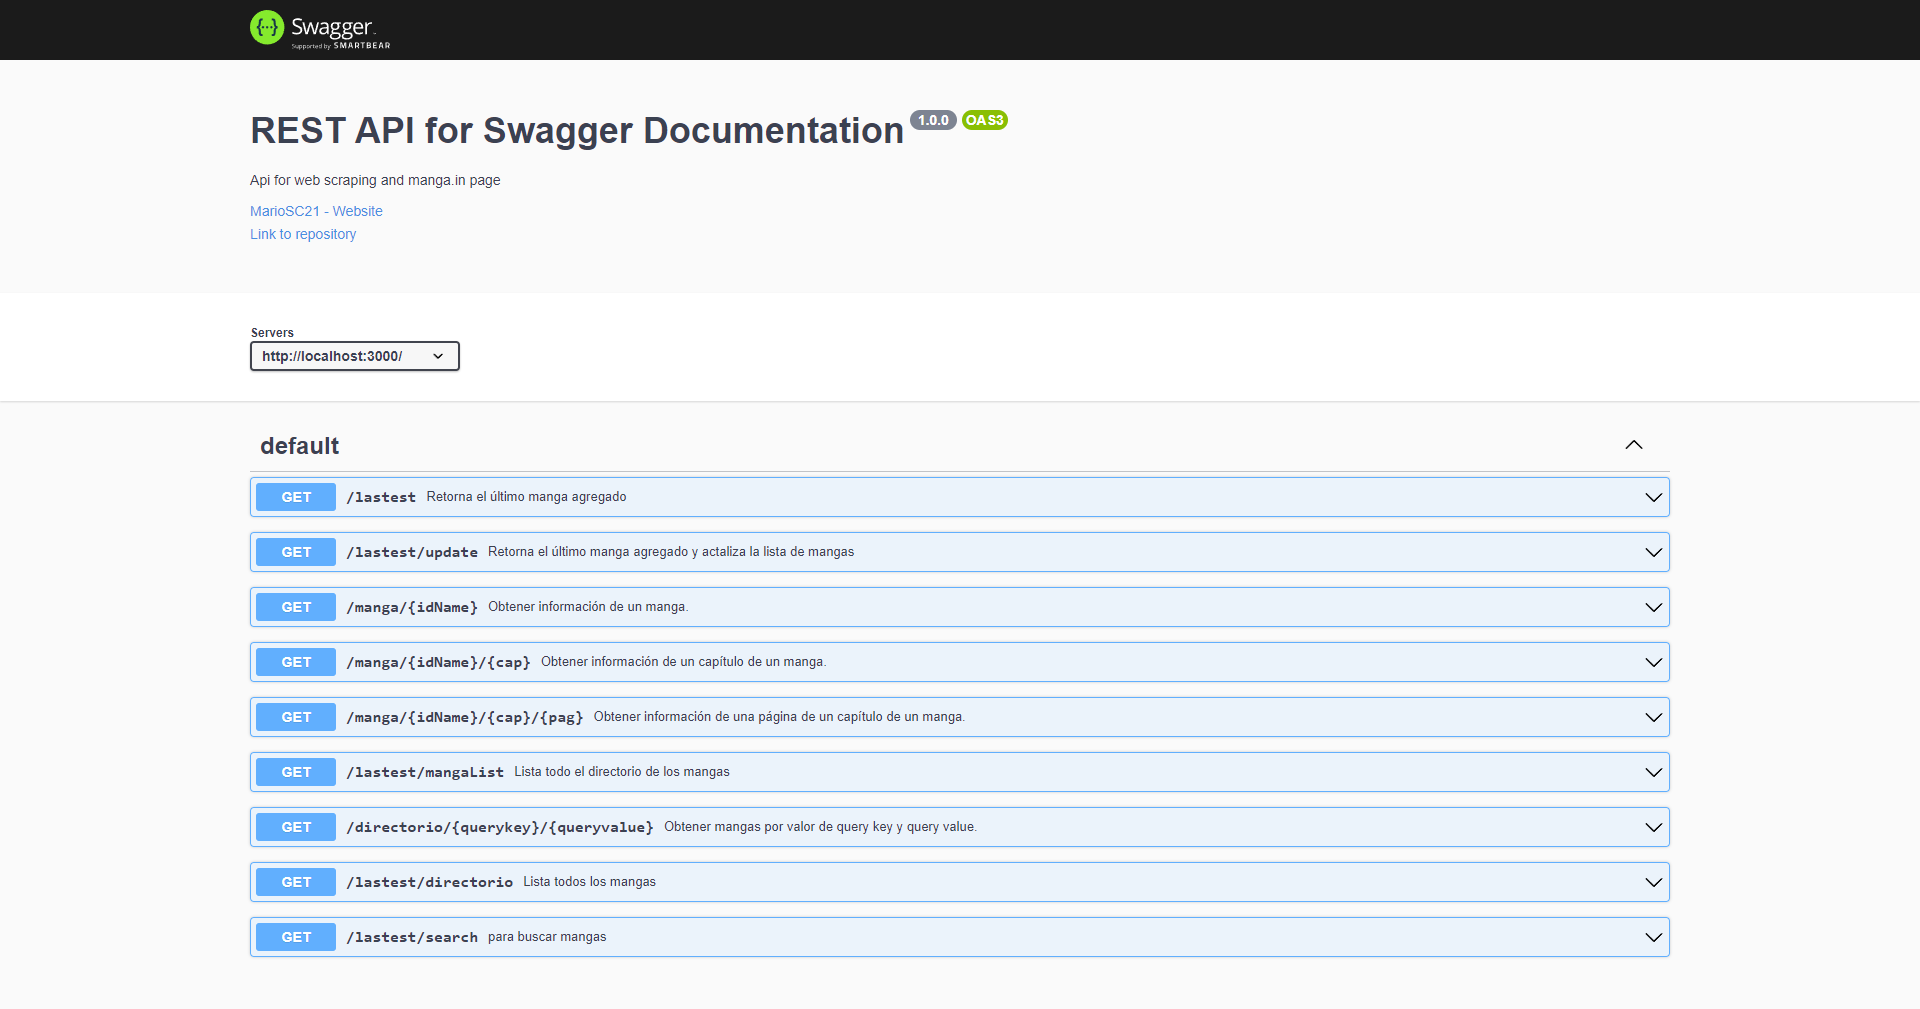 {···} Swagger
Supported by SMARTBEAR
REST API for Swagger Documentation 1.0.0 OAS3
Api for web scraping and manga.in page
MarioSC21 - Website
Link to repository
Servers
http://localhost:3000/
default
GET /lastest Retorna el último manga agregado
GET /lastest/update Retorna el último manga agregado y actaliza la lista de mangas
GET /manga/{idName} Obtener información de un manga.
GET /manga/{idName}/{cap} Obtener información de un capítulo de un manga.
GET /manga/{idName}/{cap}/{pag} Obtener información de una página de un capítulo de un manga.
GET /lastest/mangaList Lista todo el directorio de los mangas
GET /directorio/{querykey}/{queryvalue} Obtener mangas por valor de query key y query value.
GET /lastest/directorio Lista todos los mangas
GET /lastest/search para buscar mangas